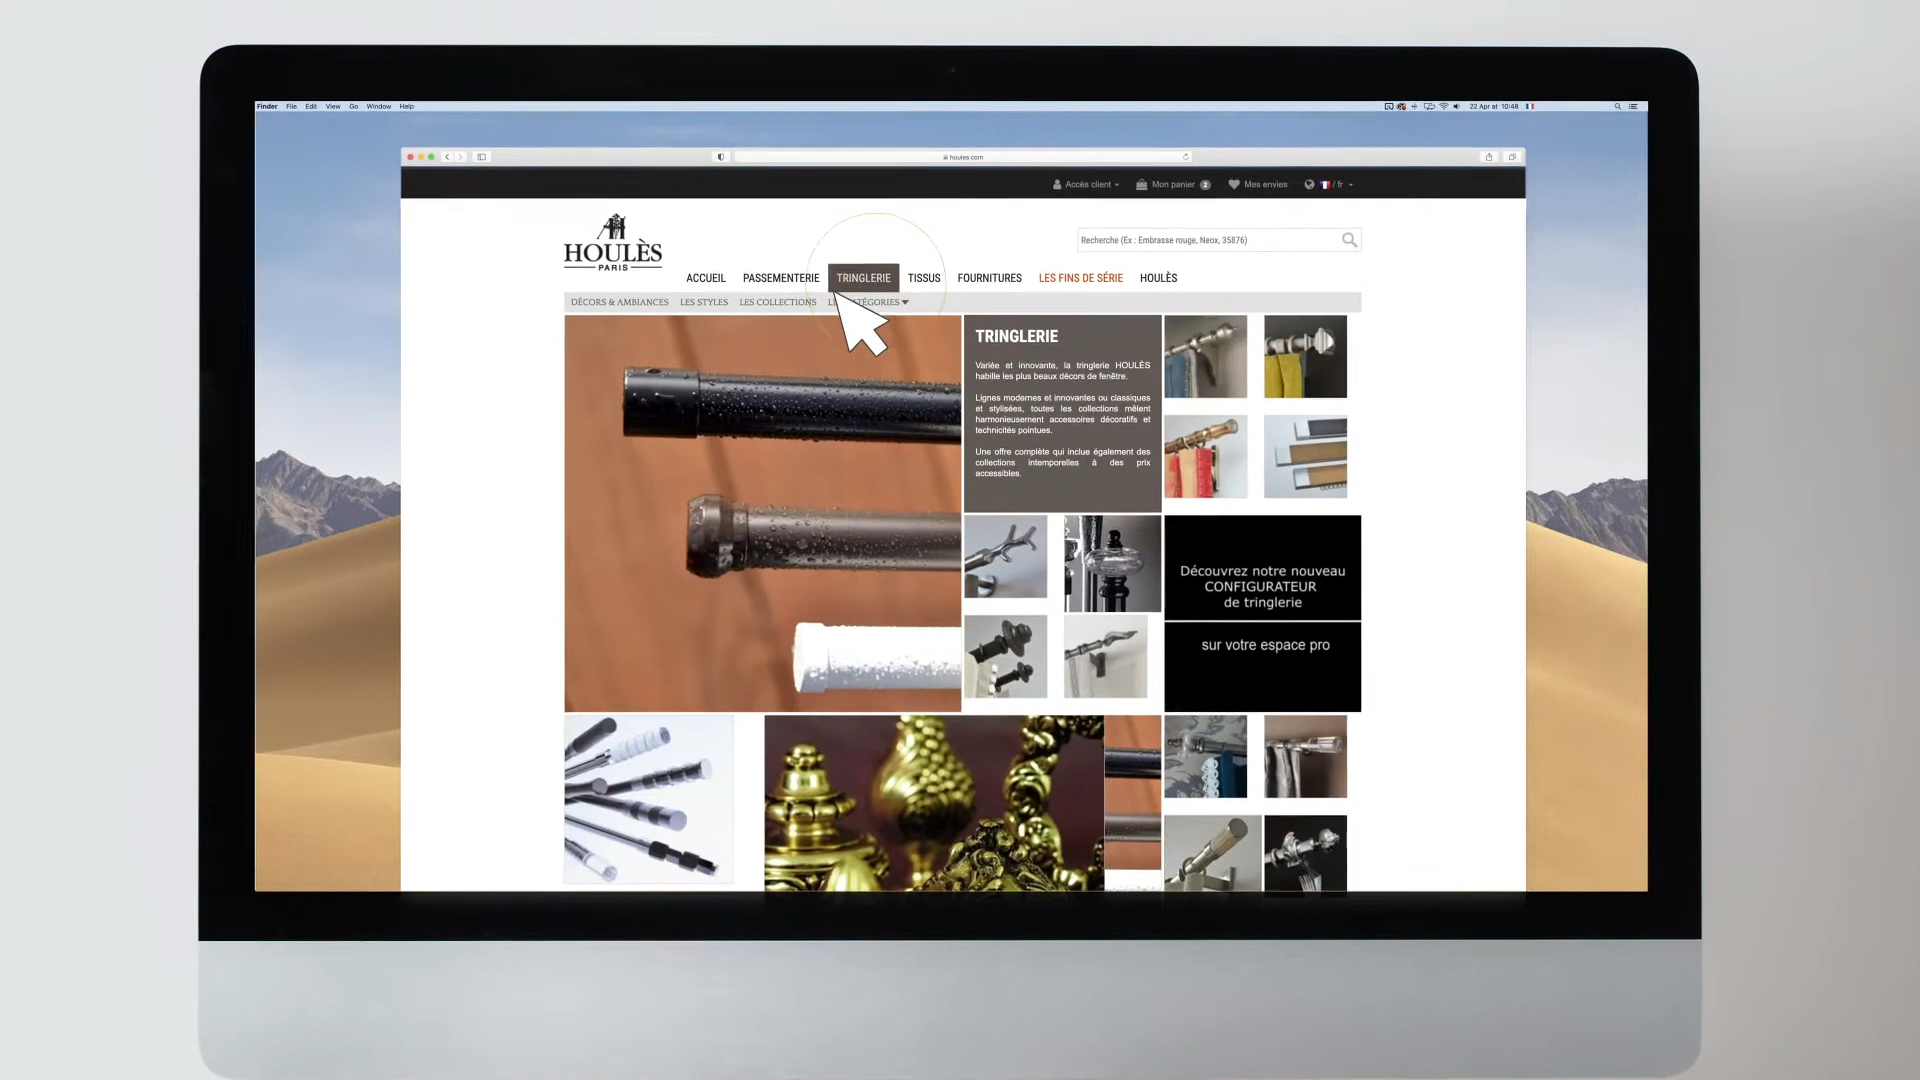 Finder File Edit View Go Window Help
22 Apr at 10:48
houles.com
Accès client
Mon panier 2
Mes envies
/ fr
HOULÈS
PARIS
Recherche (Ex : Embrasse rouge, Neox, 35876)
ACCUEIL PASSEMENTERIE TRINGLERIE TISSUS FOURNITURES LES FINS DE SÉRIE HOULÈS
DÉCORS & AMBIANCES LES STYLES LES COLLECTIONS
TRINGLERIE
Variée et innovante, la tringlerie HOULÈS
habille les plus beaux décors de fenêtre.
Lignes modernes et innovantes ou classiques
et stylisées, toutes les collections mêlent
harmonieusement accessoires décoratifs et
technicités pointues.
Une offre complète qui inclue également des
collections intemporelles à des prix
accessibles.
Découvrez notre nouveau
CONFIGURATEUR
de tringlerie
sur votre espace pro